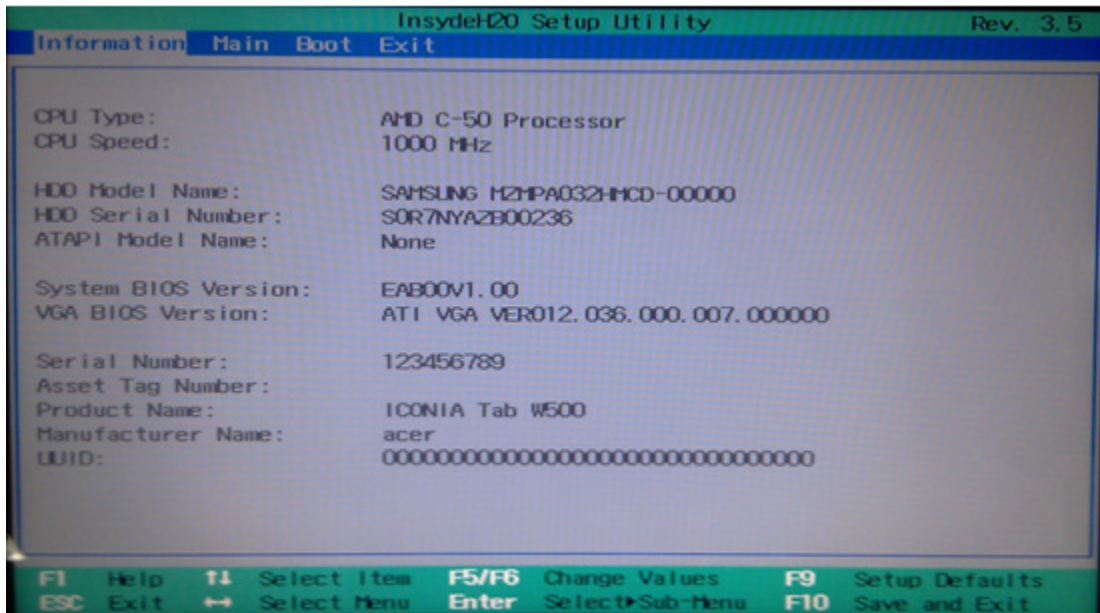 InsydeH20 Setup Utility Rev. 3.5
Information Main Boot Exit
CPU Type: AMD C-50 Processor
CPU Speed: 1000 MHz
HDD Model Name: SAMSUNG MZMPA032HMCD-00000
HDD Serial Number: S0R7NYAZB00236
ATAPI Model Name: None
System BIOS Version: EAB00V1.00
VGA BIOS Version: ATI VGA VER012.036.000.007.000000
Serial Number: 123456789
Asset Tag Number:
Product Name: ICONIA Tab W500
Manufacturer Name: acer
UUID: 00000000000000000000000000000000
F1 Help ↑↓ Select Item F5/F6 Change Values F9 Setup Defaults
ESC Exit ↔ Select Menu Enter Select▶Sub-Menu F10 Save and Exit